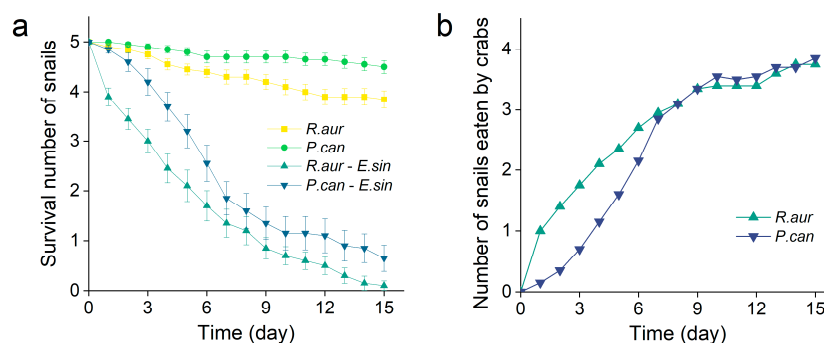 a
Survival number of snails
5
4
3
2
1
0
R.aur
P.can
R.aur - E.sin
P.can - E.sin
0 3 6 9 12 15
Time (day)
b
Number of snails eaten by crabs
4
3
2
1
0
R.aur
P.can
0 3 6 9 12 15
Time (day)